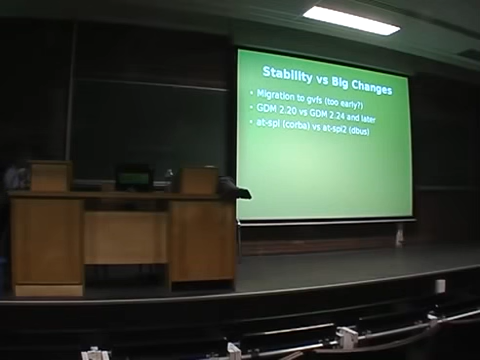 Stability vs Big Changes
• Migration to gvfs (too early?)
• GDM 2.20 vs GDM 2.24 and later
• at-spi (corba) vs at-spi2 (dbus)